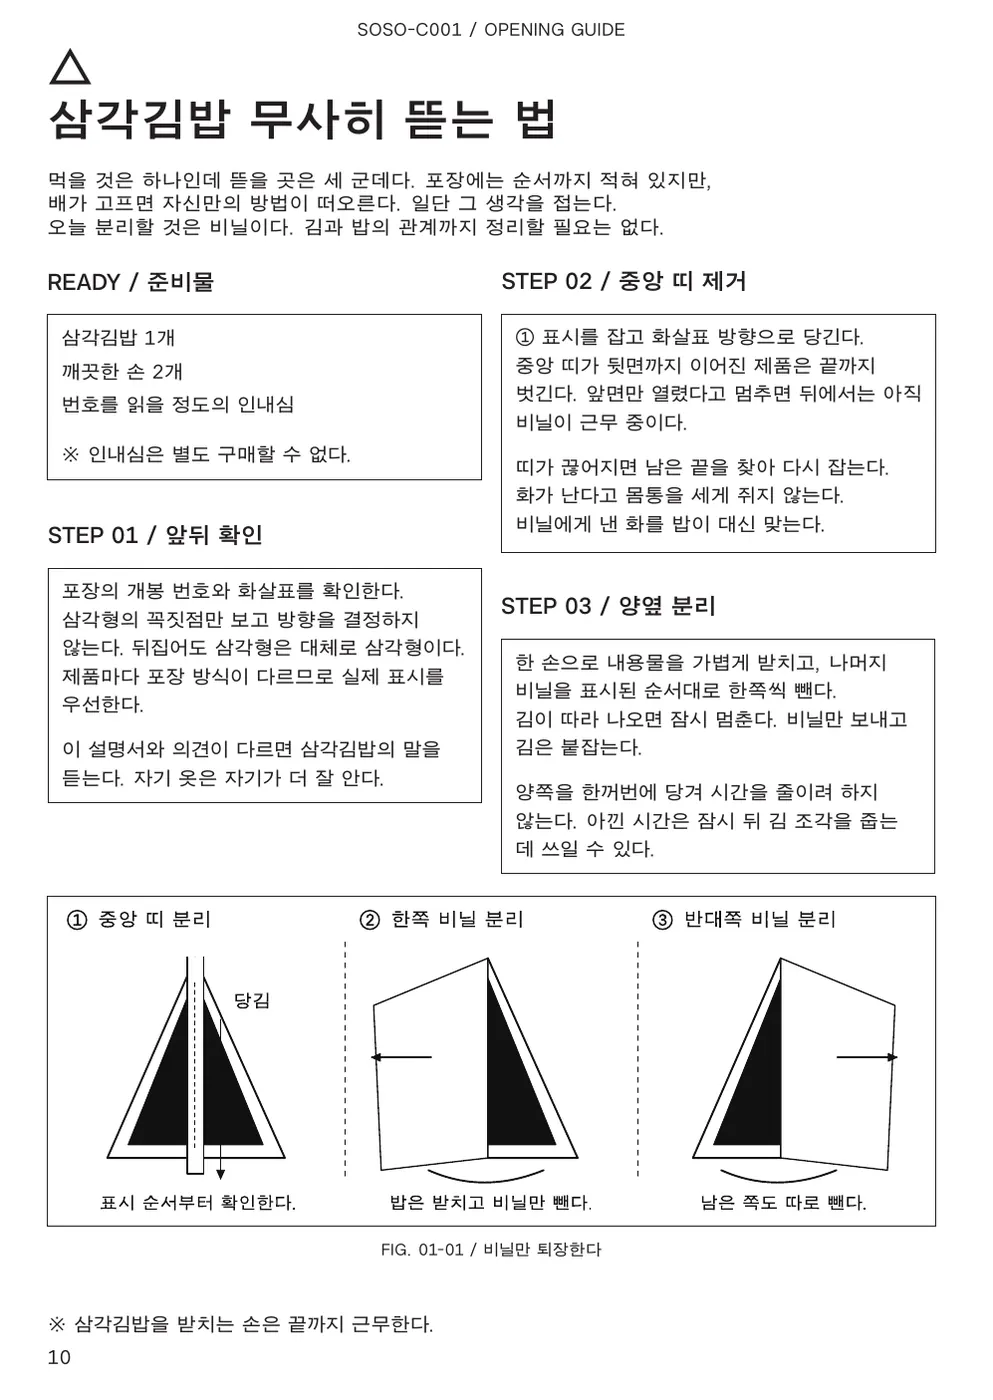 SOSO-C001 / OPENING GUIDE
삼각김밥 무사히 뜯는 법
먹을 것은 하나인데 뜯을 곳은 세 군데다. 포장에는 순서까지 적혀 있지만,
배가 고프면 자신만의 방법이 떠오른다. 일단 그 생각을 접는다.
오늘 분리할 것은 비닐이다. 김과 밥의 관계까지 정리할 필요는 없다.
READY / 준비물
삼각김밥 1개
깨끗한 손 2개
번호를 읽을 정도의 인내심
※ 인내심은 별도 구매할 수 없다.
STEP 01 / 앞뒤 확인
포장의 개봉 번호와 화살표를 확인한다.
삼각형의 꼭짓점만 보고 방향을 결정하지
않는다. 뒤집어도 삼각형은 대체로 삼각형이다.
제품마다 포장 방식이 다르므로 실제 표시를
우선한다.
이 설명서와 의견이 다르면 삼각김밥의 말을
듣는다. 자기 옷은 자기가 더 잘 안다.
STEP 02 / 중앙 띠 제거
① 표시를 잡고 화살표 방향으로 당긴다.
중앙 띠가 뒷면까지 이어진 제품은 끝까지
벗긴다. 앞면만 열렸다고 멈추면 뒤에서는 아직
비닐이 근무 중이다.
띠가 끊어지면 남은 끝을 찾아 다시 잡는다.
화가 난다고 몸통을 세게 쥐지 않는다.
비닐에게 낸 화를 밥이 대신 맞는다.
STEP 03 / 양옆 분리
한 손으로 내용물을 가볍게 받치고, 나머지
비닐을 표시된 순서대로 한쪽씩 뺀다.
김이 따라 나오면 잠시 멈춘다. 비닐만 보내고
김은 붙잡는다.
양쪽을 한꺼번에 당겨 시간을 줄이려 하지
않는다. 아낀 시간은 잠시 뒤 김 조각을 줍는
데 쓰일 수 있다.
① 중앙 띠 분리
당김
표시 순서부터 확인한다.
② 한쪽 비닐 분리
밥은 받치고 비닐만 뺀다.
③ 반대쪽 비닐 분리
남은 쪽도 따로 뺀다.
FIG. 01-01 / 비닐만 퇴장한다
※ 삼각김밥을 받치는 손은 끝까지 근무한다.
10